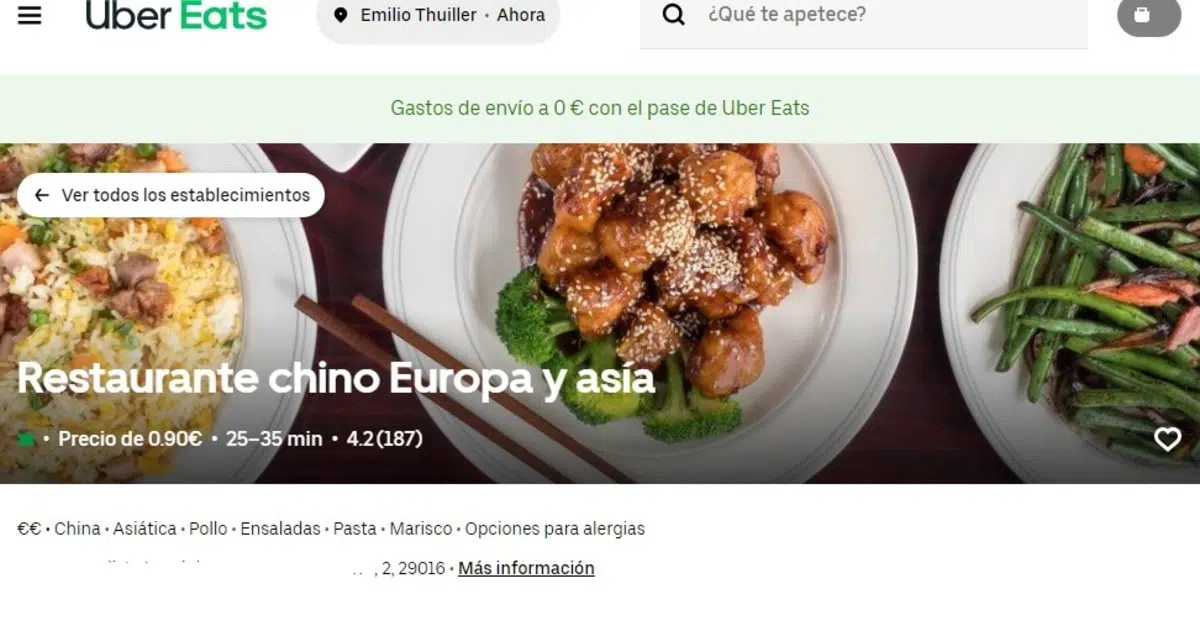 Uber Eats
Emilio Thuiller • Ahora
¿Qué te apetece?
Gastos de envío a 0 € con el pase de Uber Eats
← Ver todos los establecimientos
Restaurante chino Europa y asía
• Precio de 0.90€ • 25–35 min • 4.2 (187)
€€ • China • Asiática • Pollo • Ensaladas • Pasta • Marisco • Opciones para alergias
, 2, 29016 • Más información